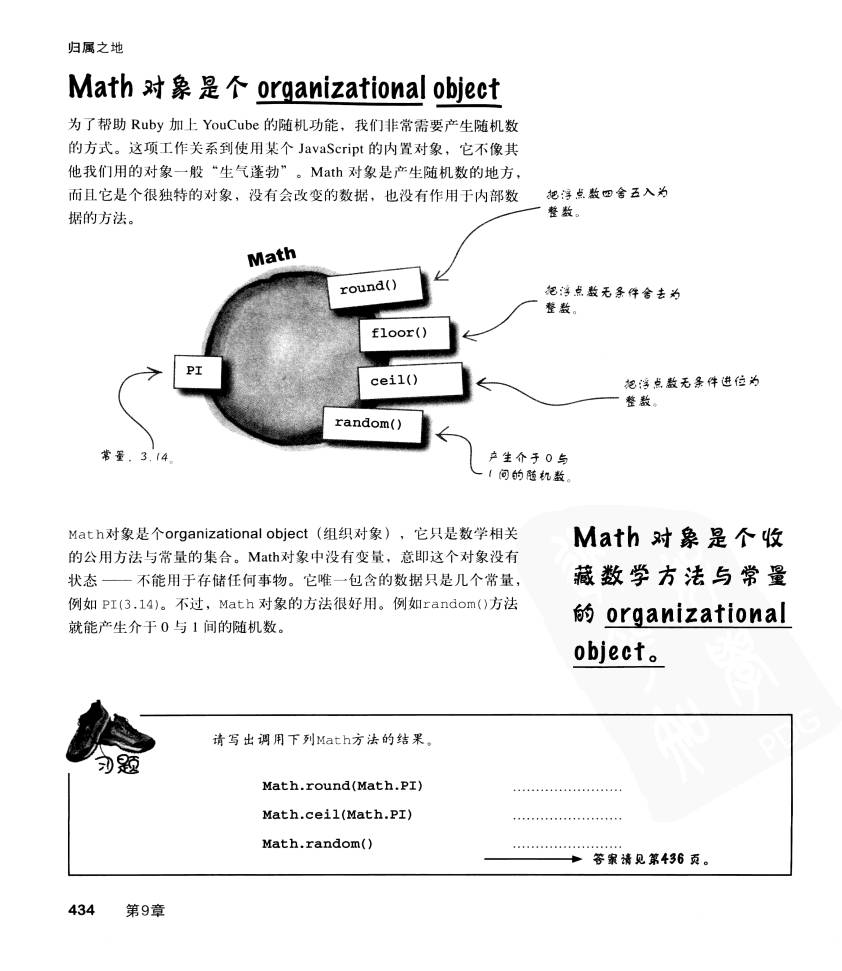 归属之地
Math 对象是个 organizational object
为了帮助 Ruby 加上 YouCube 的随机功能，我们非常需要产生随机数
的方式。这项工作关系到使用某个 JavaScript 的内置对象，它不像其
他我们用的对象一般“生气蓬勃”。Math 对象是产生随机数的地方，
而且它是个很独特的对象，没有会改变的数据，也没有作用于内部数
据的方法。
把浮点数四舍五入为
整数。
Math
round()
把浮点数无条件舍去为
整数。
floor()
PI
ceil()
把浮点数无条件进位为
整数。
random()
常量，3.14。
产生介于0与
1间的随机数。
Math对象是个organizational object（组织对象），它只是数学相关
的公用方法与常量的集合。Math对象中没有变量，意即这个对象没有
状态 —— 不能用于存储任何事物。它唯一包含的数据只是几个常量，
例如 PI(3.14)。不过，Math 对象的方法很好用。例如random()方法
就能产生介于 0 与 1 间的随机数。
Math 对象是个收
藏数学方法与常量
的 organizational
object。
习题
请写出调用下列Math方法的结果。
Math.round(Math.PI) ........................
Math.ceil(Math.PI) ........................
Math.random() ........................
答案请见第436 页。
434 第9章
PDG